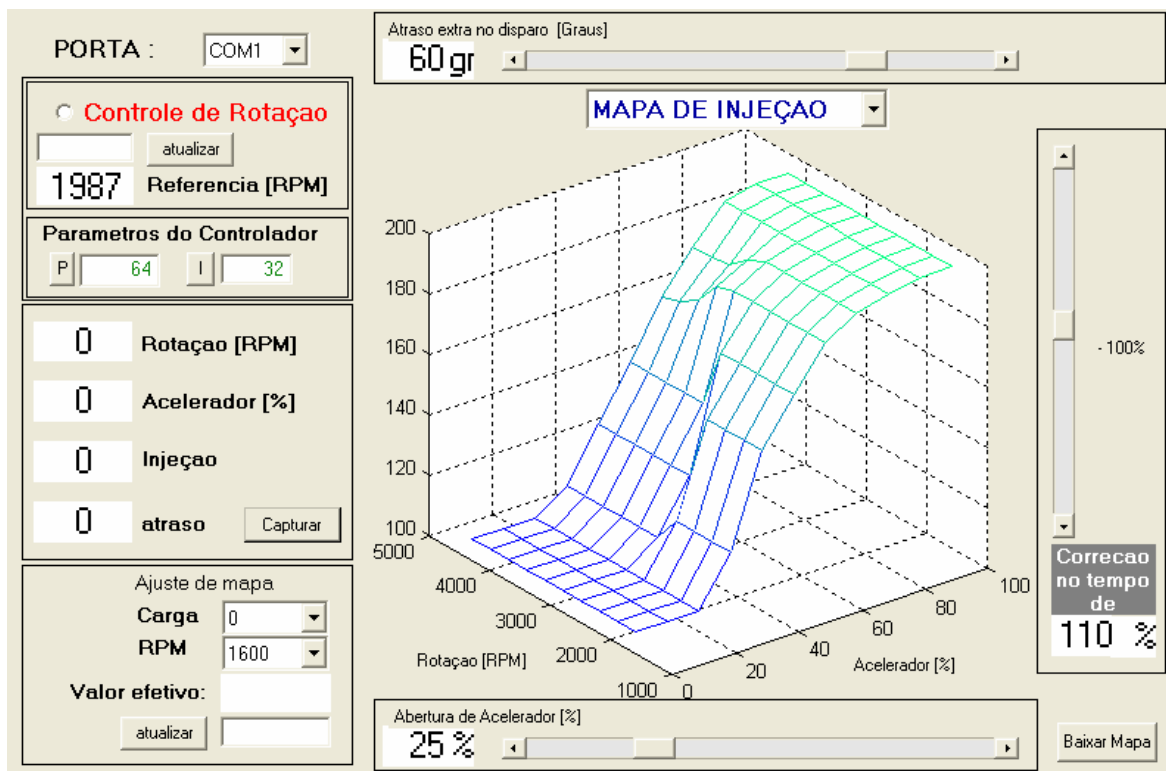 PORTA :
COM1
Controle de Rotaçao
atualizar
1987 Referencia [RPM]
Parametros do Controlador
P 64 I 32
0 Rotaçao [RPM]
0 Acelerador [%]
0 Injeçao
0 atraso Capturar
Ajuste de mapa
Carga 0
RPM 1600
Valor efetivo:
atualizar
Atraso extra no disparo [Graus]
60 gr
MAPA DE INJEÇAO
200
180
160
140
120
100
5000
4000
3000
2000
1000
Rotaçao [RPM]
0
20
40
60
80
100
Acelerador [%]
Abertura de Acelerador [%]
25 %
- 100%
Correcao
no tempo
de
110 %
Baixar Mapa